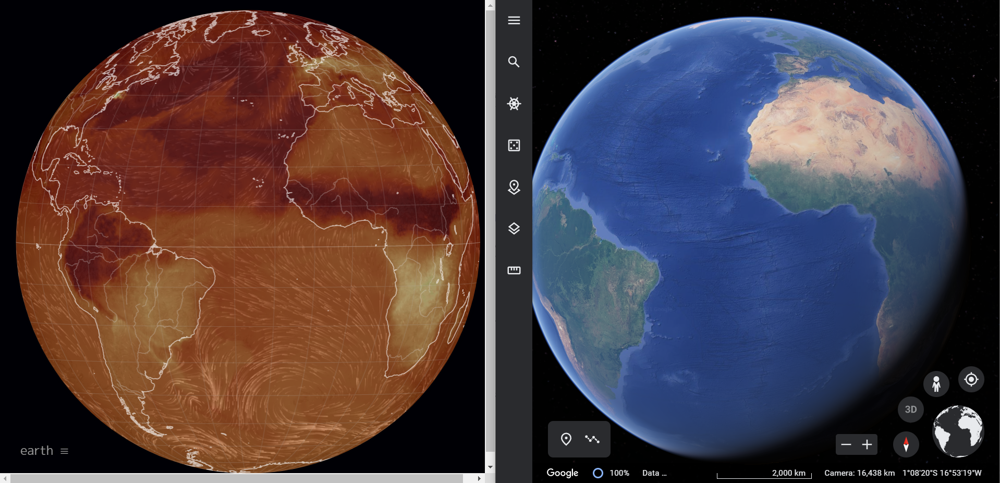 earth ≡
3D
Google 100% Data ... 2,000 km Camera: 16,438 km 1°08'20"S 16°53'19"W